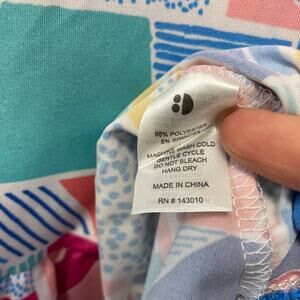 95% POLYESTER
5% SPANDEX
MACHINE WASH COLD
GENTLE CYCLE
DO NOT BLEACH
HANG DRY
MADE IN CHINA
RN # 143010